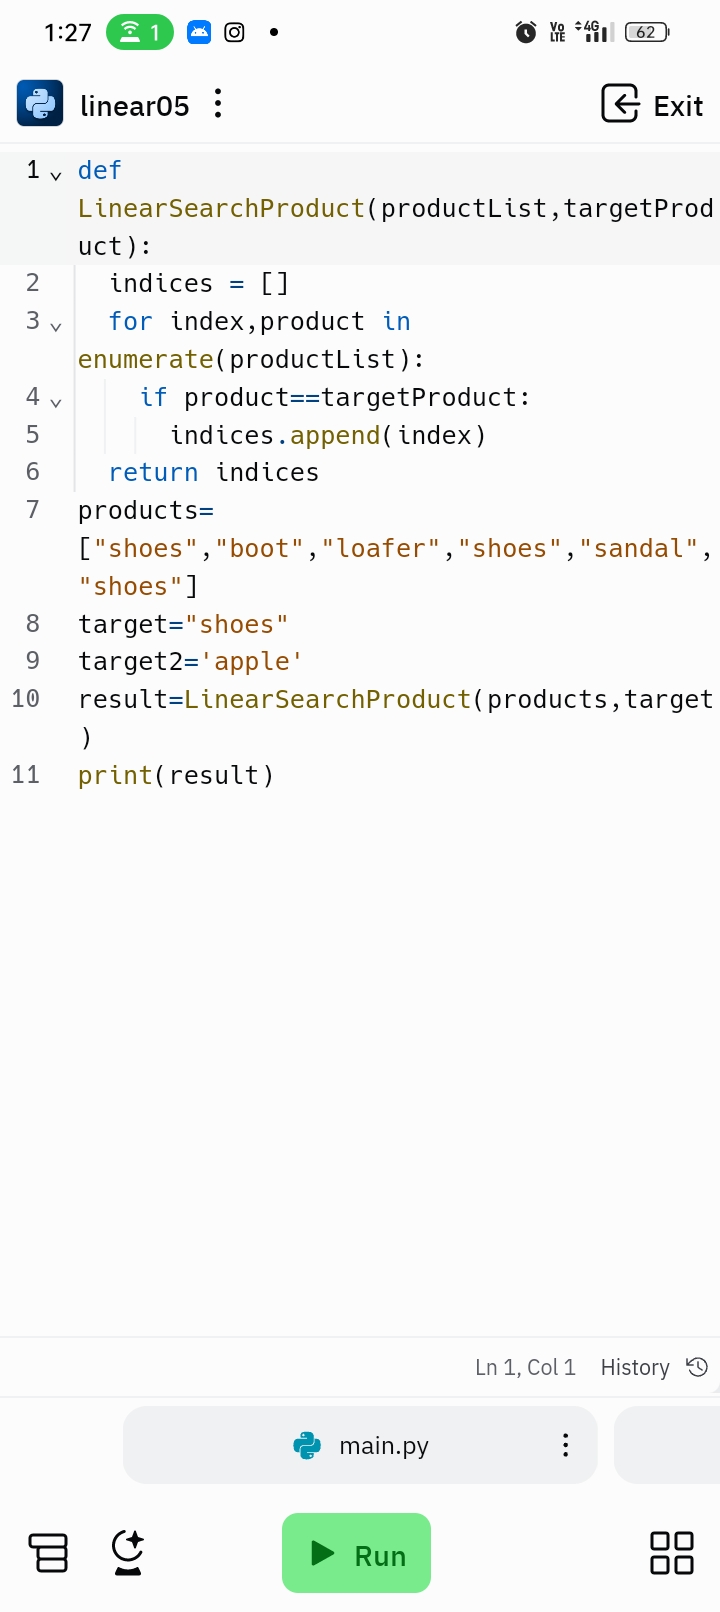 1:27 1 Vo LTE 4G 62
linear05 Exit
1 def
LinearSearchProduct(productList,targetProd
uct):
2 indices = []
3 for index,product in
enumerate(productList):
4 if product==targetProduct:
5 indices.append(index)
6 return indices
7 products=
["shoes","boot","loafer","shoes","sandal",
"shoes"]
8 target="shoes"
9 target2='apple'
10 result=LinearSearchProduct(products,target
)
11 print(result)
Ln 1, Col 1 History
main.py
Run